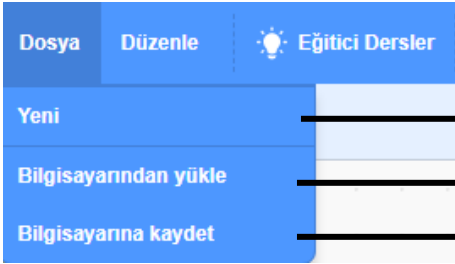 Dosya Düzenle Eğitici Dersler
Yeni
Bilgisayarından yükle
Bilgisayarına kaydet